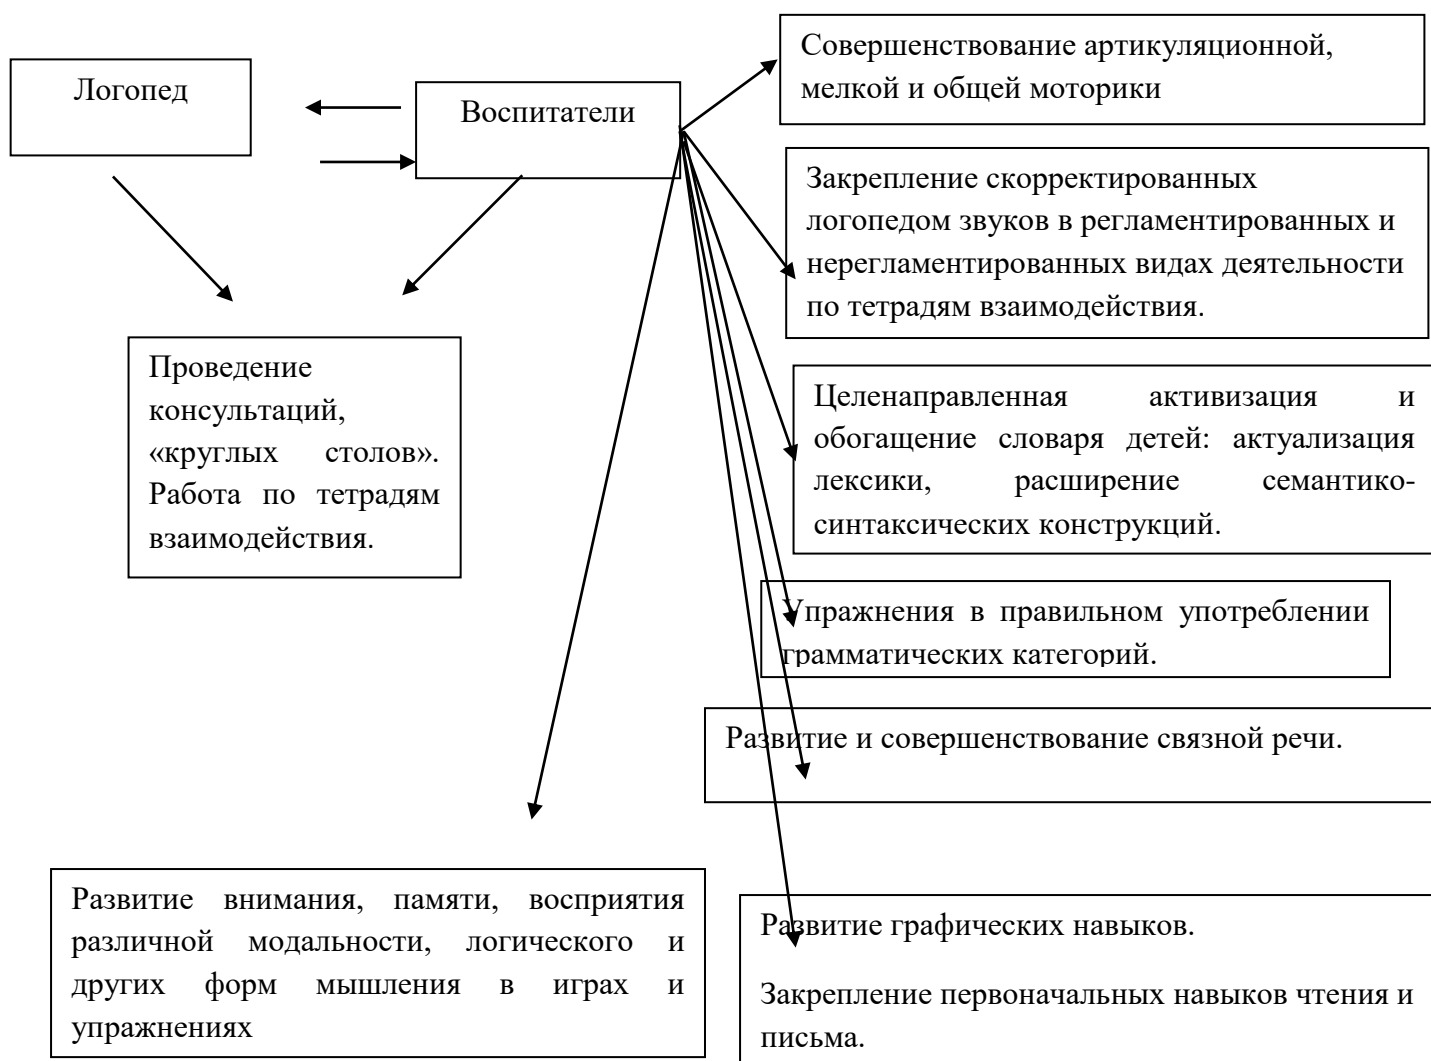 Логопед
Воспитатели
Совершенствование артикуляционной,
мелкой и общей моторики
Закрепление скорректированных
логопедом звуков в регламентированных и
нерегламентированных видах деятельности
по тетрадям взаимодействия.
Проведение
консультаций,
«круглых столов».
Работа по тетрадям
взаимодействия.
Целенаправленная активизация и
обогащение словаря детей: актуализация
лексики, расширение семантико-
синтаксических конструкций.
Упражнения в правильном употреблении
грамматических категорий.
Развитие и совершенствование связной речи.
Развитие внимания, памяти, восприятия
различной модальности, логического и
других форм мышления в играх и
упражнениях
Развитие графических навыков.
Закрепление первоначальных навыков чтения и
письма.